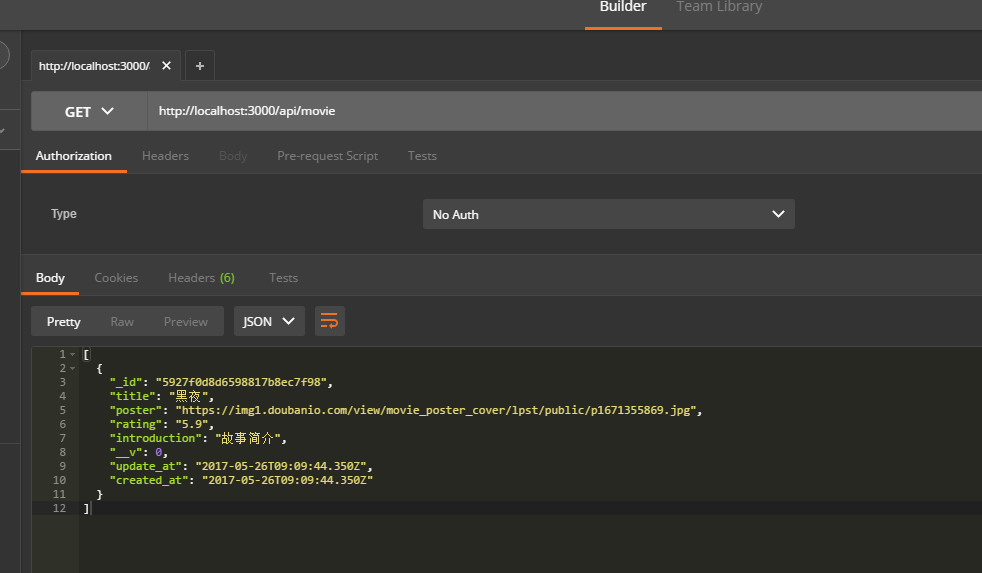 Builder Team Library
http://localhost:3000/
GET http://localhost:3000/api/movie
Authorization Headers Body Pre-request Script Tests
Type No Auth
Body Cookies Headers (6) Tests
Pretty Raw Preview JSON
1 [
2 {
3 "_id": "5927f0d8d6598817b8ec7f98",
4 "title": "黑夜",
5 "poster": "https://img1.doubanio.com/view/movie_poster_cover/lpst/public/p1671355869.jpg",
6 "rating": "5.9",
7 "introduction": "故事简介",
8 "__v": 0,
9 "update_at": "2017-05-26T09:09:44.350Z",
10 "created_at": "2017-05-26T09:09:44.350Z"
11 }
12 ]